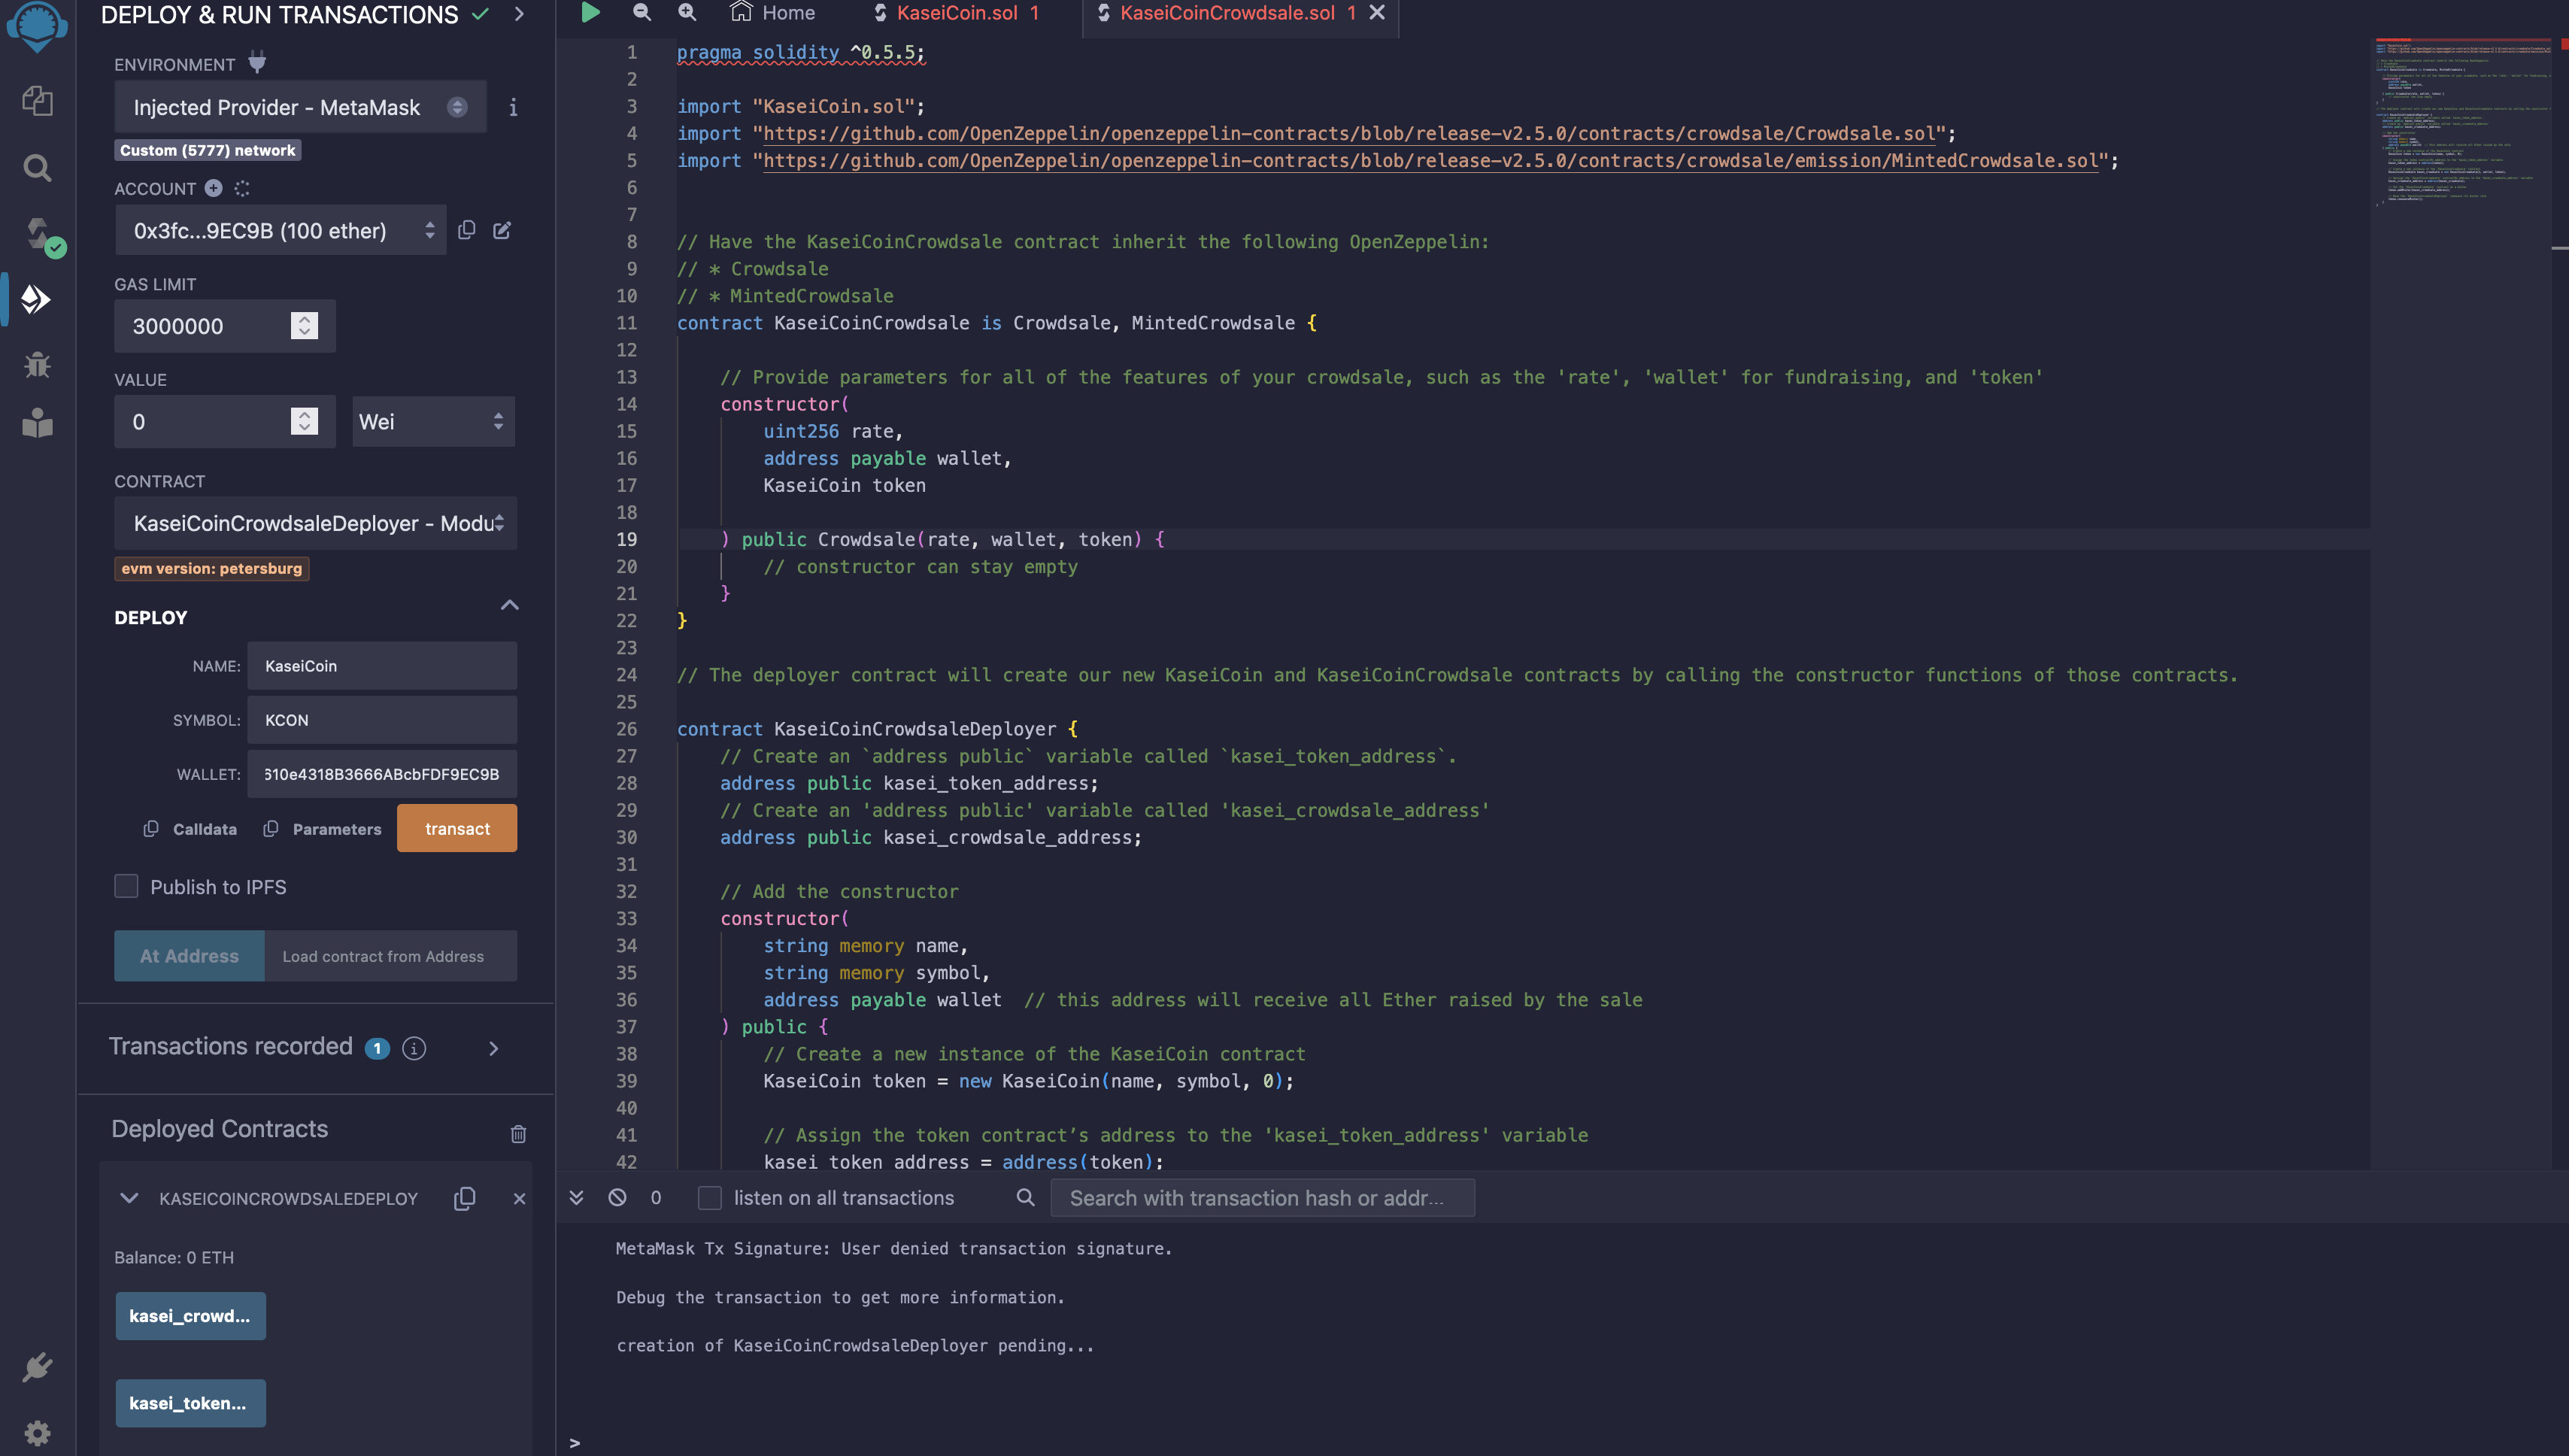 DEPLOY & RUN TRANSACTIONS
ENVIRONMENT
Injected Provider - MetaMask
Custom (5777) network
ACCOUNT
0x3fc...9EC9B (100 ether)
GAS LIMIT
3000000
VALUE
0
Wei
CONTRACT
KaseiCoinCrowdsaleDeployer - Modu
evm version: petersburg
DEPLOY
NAME: KaseiCoin
SYMBOL: KCON
WALLET: 610e4318B3666ABcbFDF9EC9B
Calldata Parameters transact
Publish to IPFS
At Address Load contract from Address
Transactions recorded 1
Deployed Contracts
KASEICOINCROWDSALEDEPLOY
Balance: 0 ETH
kasei_crowd...
kasei_token...
Home KaseiCoin.sol 1 KaseiCoinCrowdsale.sol 1
1 pragma solidity ^0.5.5;
2
3 import "KaseiCoin.sol";
4 import "https://github.com/OpenZeppelin/openzeppelin-contracts/blob/release-v2.5.0/contracts/crowdsale/Crowdsale.sol";
5 import "https://github.com/OpenZeppelin/openzeppelin-contracts/blob/release-v2.5.0/contracts/crowdsale/emission/MintedCrowdsale.sol";
6
7
8 // Have the KaseiCoinCrowdsale contract inherit the following OpenZeppelin:
9 // * Crowdsale
10 // * MintedCrowdsale
11 contract KaseiCoinCrowdsale is Crowdsale, MintedCrowdsale {
12
13 // Provide parameters for all of the features of your crowdsale, such as the 'rate', 'wallet' for fundraising, and 'token'
14 constructor(
15 uint256 rate,
16 address payable wallet,
17 KaseiCoin token
18
19 ) public Crowdsale(rate, wallet, token) {
20 // constructor can stay empty
21 }
22 }
23
24 // The deployer contract will create our new KaseiCoin and KaseiCoinCrowdsale contracts by calling the constructor functions of those contracts.
25
26 contract KaseiCoinCrowdsaleDeployer {
27 // Create an `address public` variable called `kasei_token_address`.
28 address public kasei_token_address;
29 // Create an 'address public' variable called 'kasei_crowdsale_address'
30 address public kasei_crowdsale_address;
31
32 // Add the constructor
33 constructor(
34 string memory name,
35 string memory symbol,
36 address payable wallet // this address will receive all Ether raised by the sale
37 ) public {
38 // Create a new instance of the KaseiCoin contract
39 KaseiCoin token = new KaseiCoin(name, symbol, 0);
40
41 // Assign the token contract’s address to the 'kasei_token_address' variable
42 kasei_token_address = address(token);
0 listen on all transactions Search with transaction hash or addr...
MetaMask Tx Signature: User denied transaction signature.
Debug the transaction to get more information.
creation of KaseiCoinCrowdsaleDeployer pending...
>